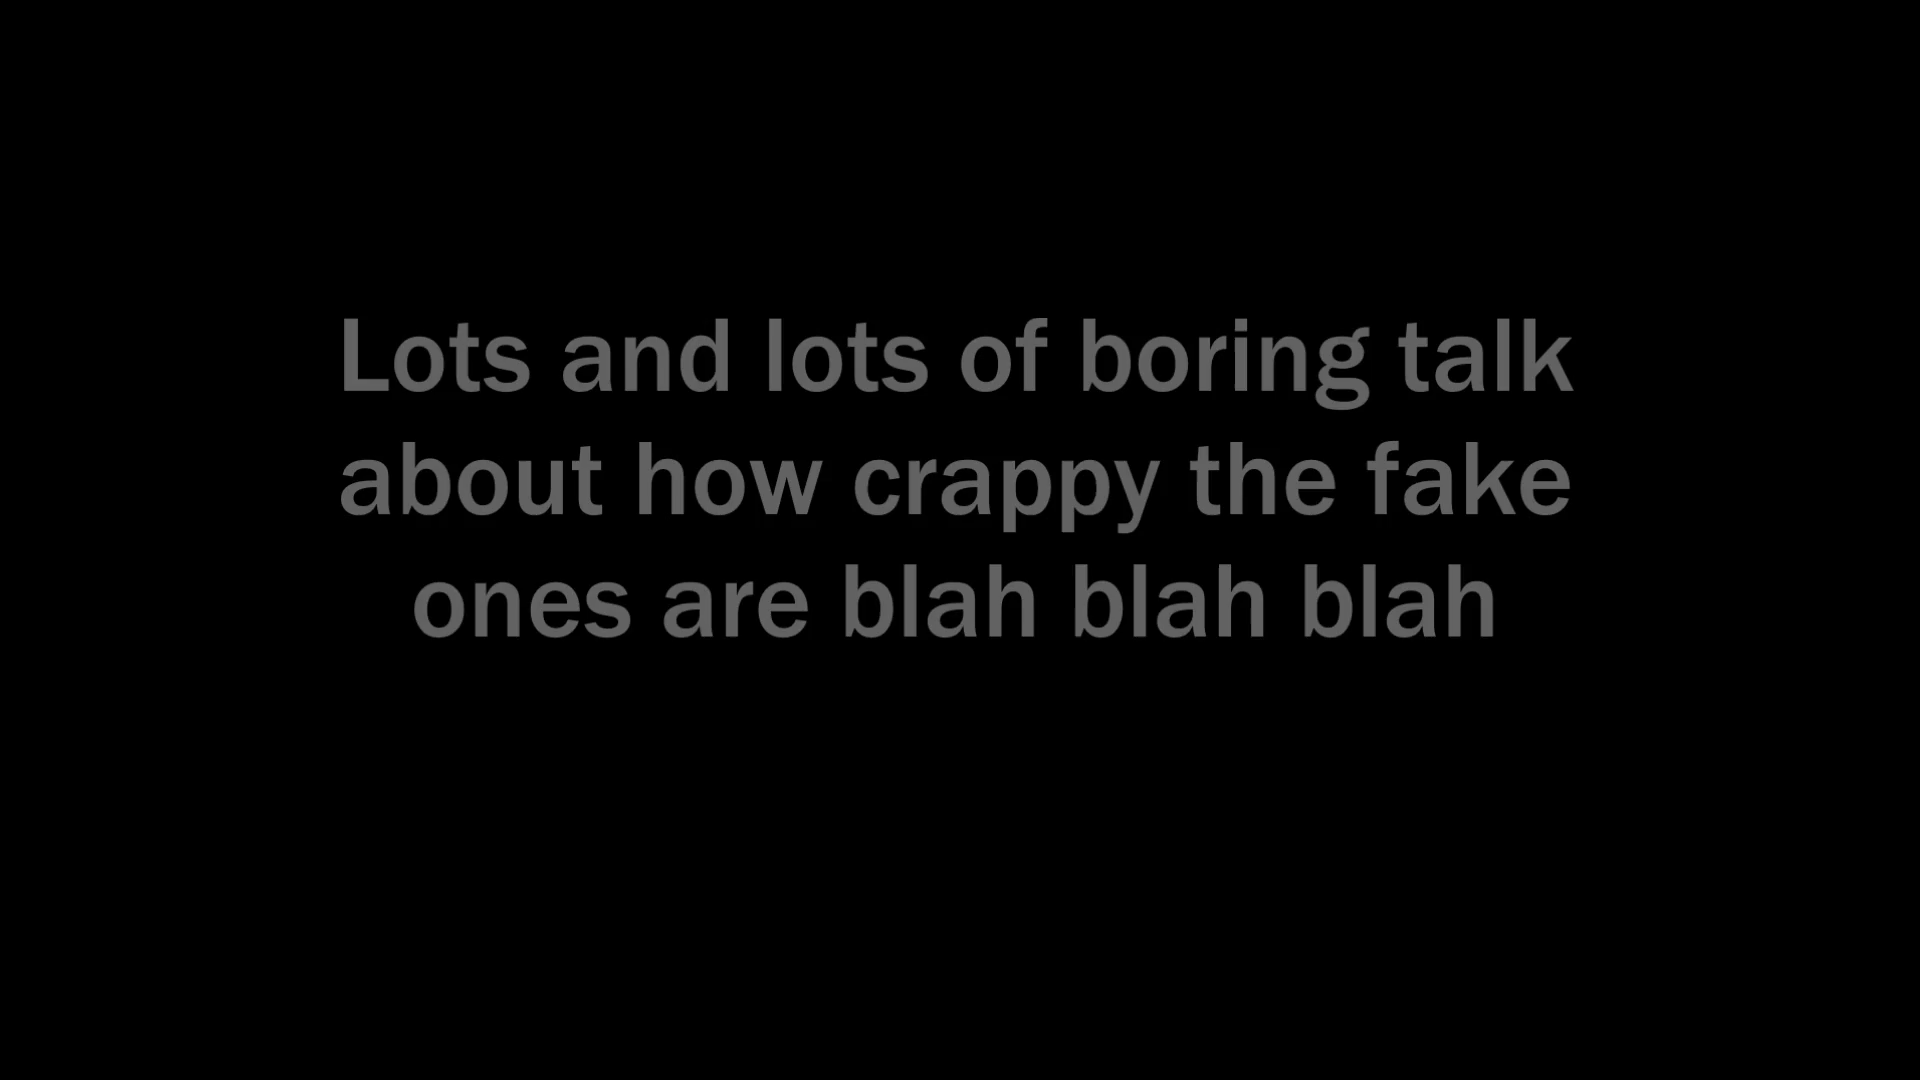 Lots and lots of boring talk
about how crappy the fake
ones are blah blah blah